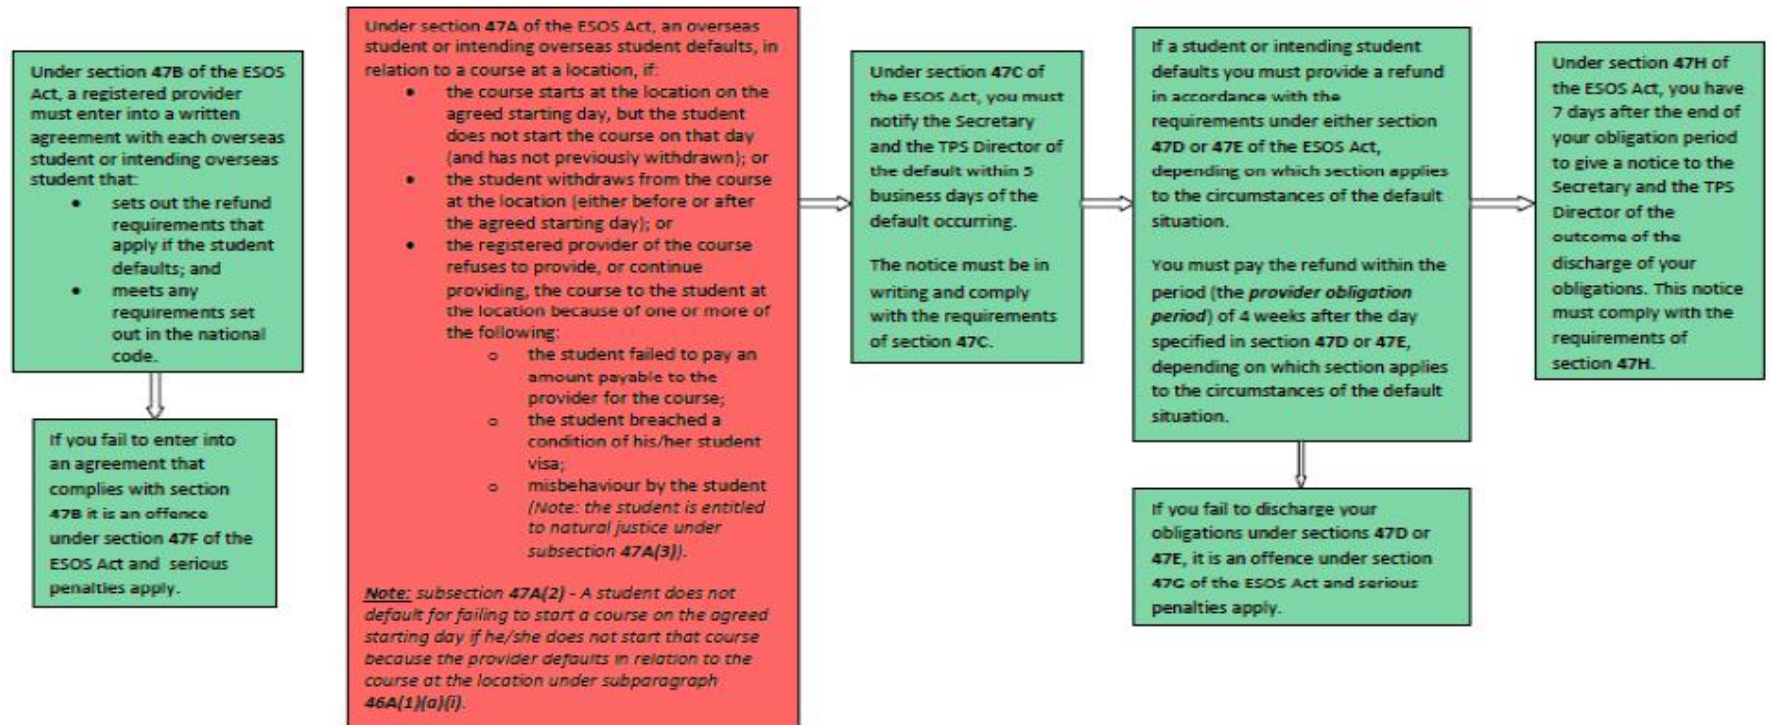 Under section 47B of the ESOS
Act, a registered provider
must enter into a written
agreement with each overseas
student or intending overseas
student that:
• sets out the refund
requirements that
apply if the student
defaults; and
• meets any
requirements set
out in the national
code.
If you fail to enter into
an agreement that
complies with section
47B it is an offence
under section 47F of the
ESOS Act and serious
penalties apply.
Under section 47A of the ESOS Act, an overseas
student or intending overseas student defaults, in
relation to a course at a location, if:
• the course starts at the location on the
agreed starting day, but the student
does not start the course on that day
(and has not previously withdrawn); or
• the student withdraws from the course
at the location (either before or after
the agreed starting day); or
• the registered provider of the course
refuses to provide, or continue
providing, the course to the student at
the location because of one or more of
the following:
o the student failed to pay an
amount payable to the
provider for the course;
o the student breached a
condition of his/her student
visa;
o misbehaviour by the student
(Note: the student is entitled
to natural justice under
subsection 47A(3)).
Note: subsection 47A(2) - A student does not
default for failing to start a course on the agreed
starting day if he/she does not start that course
because the provider defaults in relation to the
course at the location under subparagraph
46A(1)(a)(i).
Under section 47C of
the ESOS Act, you must
notify the Secretary
and the TPS Director of
the default within 5
business days of the
default occurring.
The notice must be in
writing and comply
with the requirements
of section 47C.
If a student or intending student
defaults you must provide a refund
in accordance with the
requirements under either section
47D or 47E of the ESOS Act,
depending on which section applies
to the circumstances of the default
situation.
You must pay the refund within the
period (the provider obligation
period) of 4 weeks after the day
specified in section 47D or 47E,
depending on which section applies
to the circumstances of the default
situation.
If you fail to discharge your
obligations under sections 47D or
47E, it is an offence under section
47G of the ESOS Act and serious
penalties apply.
Under section 47H of
the ESOS Act, you have
7 days after the end of
your obligation period
to give a notice to the
Secretary and the TPS
Director of the
outcome of the
discharge of your
obligations. This notice
must comply with the
requirements of
section 47H.